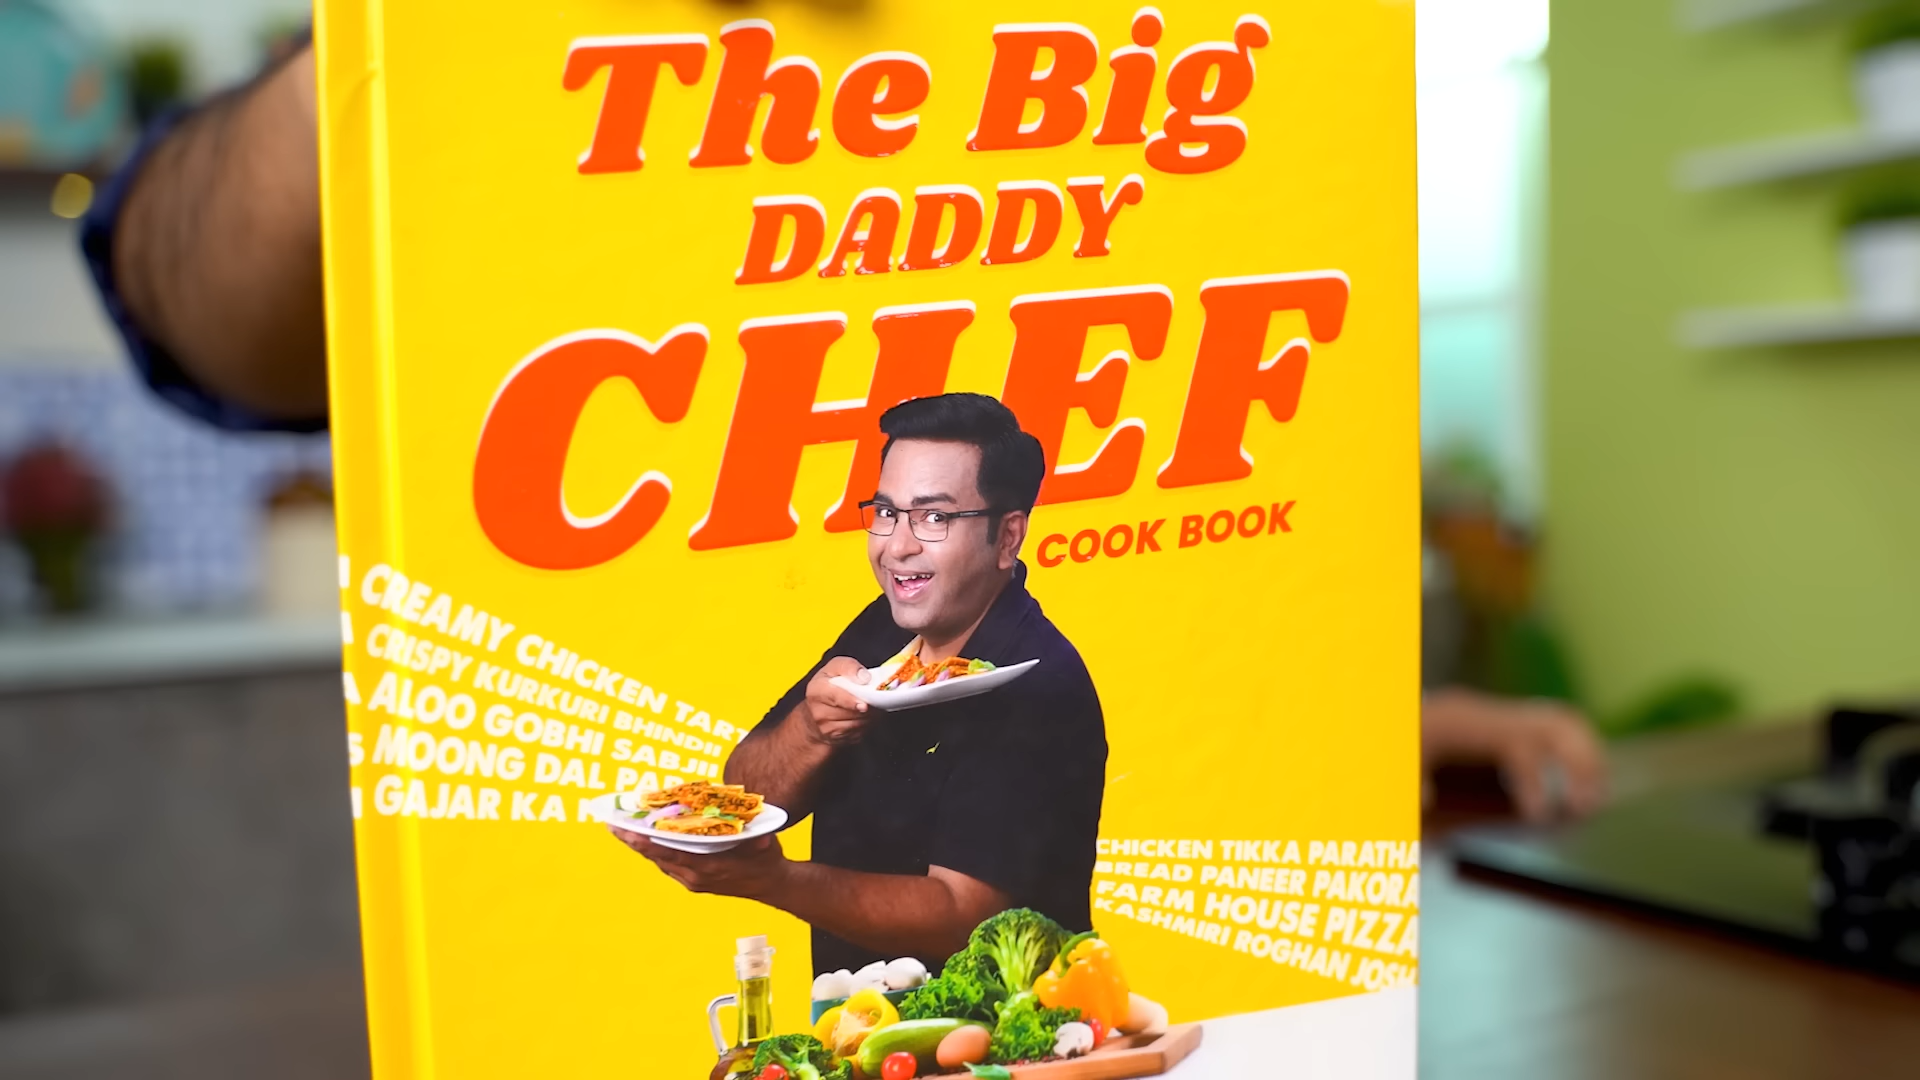 The Big
DADDY
CHEF
COOK BOOK
CREAMY CHICKEN TART
CRISPY KURKURI BHINDII
ALOO GOBHI SABJII
MOONG DAL
GAJAR KA
CHICKEN TIKKA PARATHA
BREAD PANEER PAKORA
FARM HOUSE PIZZA
KASHMIRI ROGHAN JOSH